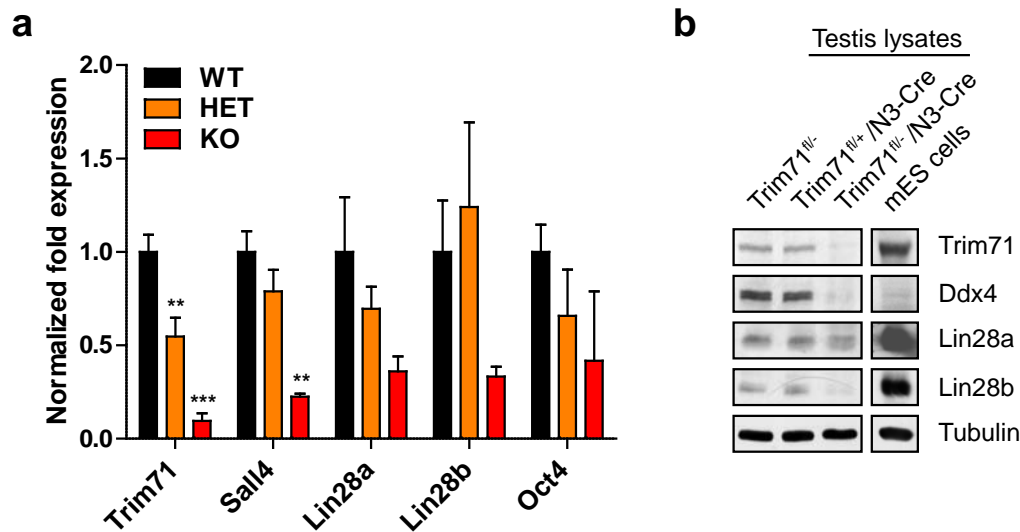 a
2.0
1.5
1.0
0.5
0.0
Normalized fold expression
WT
HET
KO
**
***
**
Trim71
Sall4
Lin28a
Lin28b
Oct4
b
Testis lysates
Trim71fl/-
Trim71fl/+/N3-Cre
Trim71fl/-/N3-Cre
mES cells
Trim71
Ddx4
Lin28a
Lin28b
Tubulin